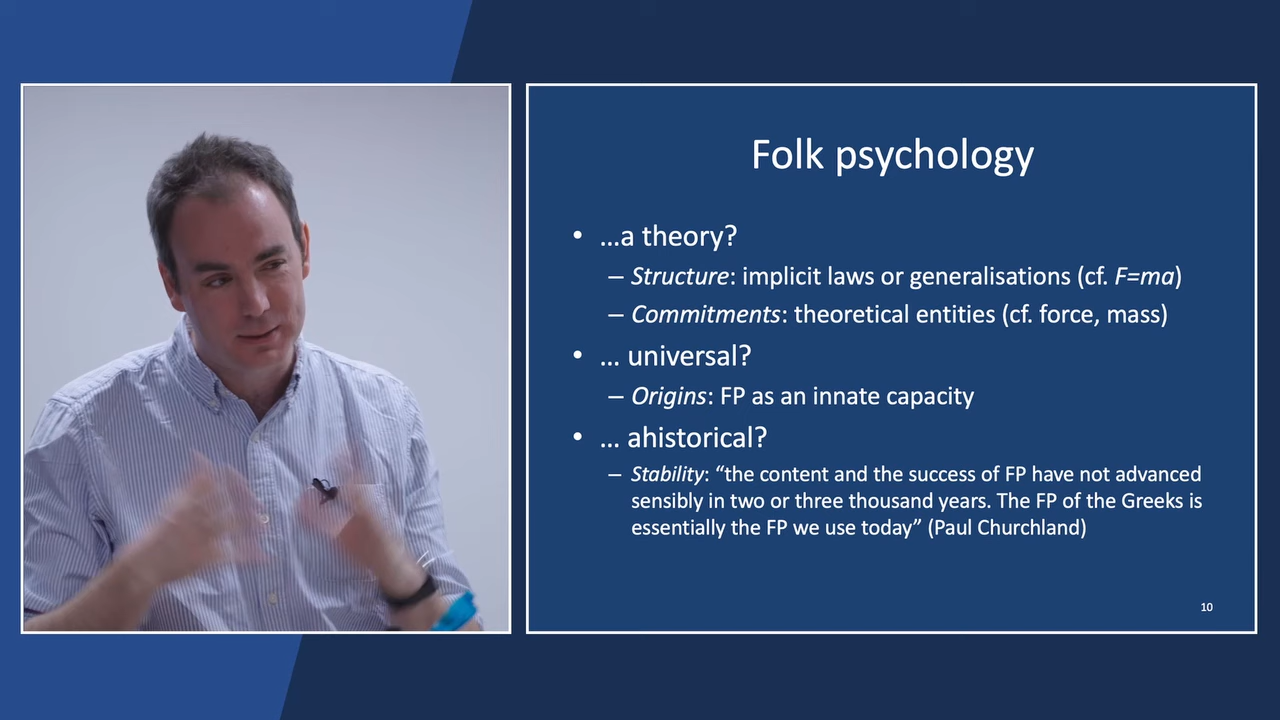 Folk psychology
• …a theory?
– Structure: implicit laws or generalisations (cf. F=ma)
– Commitments: theoretical entities (cf. force, mass)
• … universal?
– Origins: FP as an innate capacity
• … ahistorical?
– Stability: “the content and the success of FP have not advanced
sensibly in two or three thousand years. The FP of the Greeks is
essentially the FP we use today” (Paul Churchland)
10